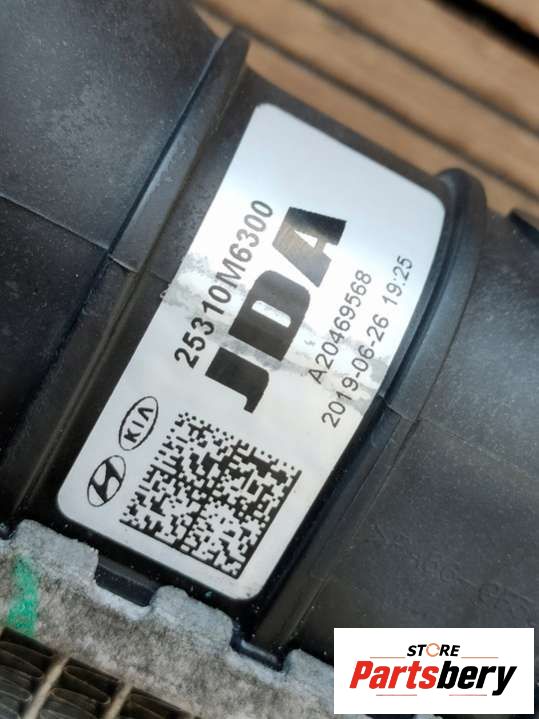 25310M6300
JDA
A20469568
2019-06-26 19:25
KIA
STORE
Partsbery